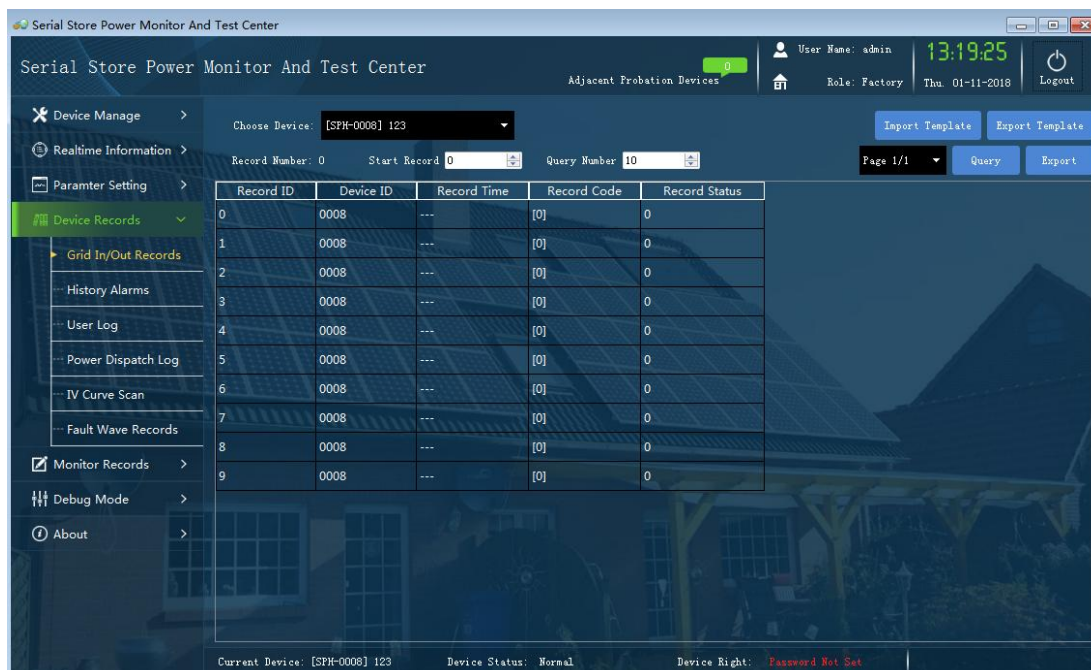 Serial Store Power Monitor And Test Center
Serial Store Power Monitor And Test Center
0
Adjacent Probation Devices
User Name: admin
Role: Factory
13:19:25
Thu. 01-11-2018
Logout
Device Manage
Realtime Information
Paramter Setting
Device Records
Grid In/Out Records
History Alarms
User Log
Power Dispatch Log
IV Curve Scan
Fault Wave Records
Monitor Records
Debug Mode
About
Choose Device: [SPH-0008] 123
Import Template Export Template
Record Number: 0 Start Record 0 Query Number 10 Page 1/1 Query Export
Record ID Device ID Record Time Record Code Record Status
0 0008 --- [0] 0
1 0008 --- [0] 0
2 0008 --- [0] 0
3 0008 --- [0] 0
4 0008 --- [0] 0
5 0008 --- [0] 0
6 0008 --- [0] 0
7 0008 --- [0] 0
8 0008 --- [0] 0
9 0008 --- [0] 0
Current Device: [SPH-0008] 123 Device Status: Normal Device Right: Password Not Set